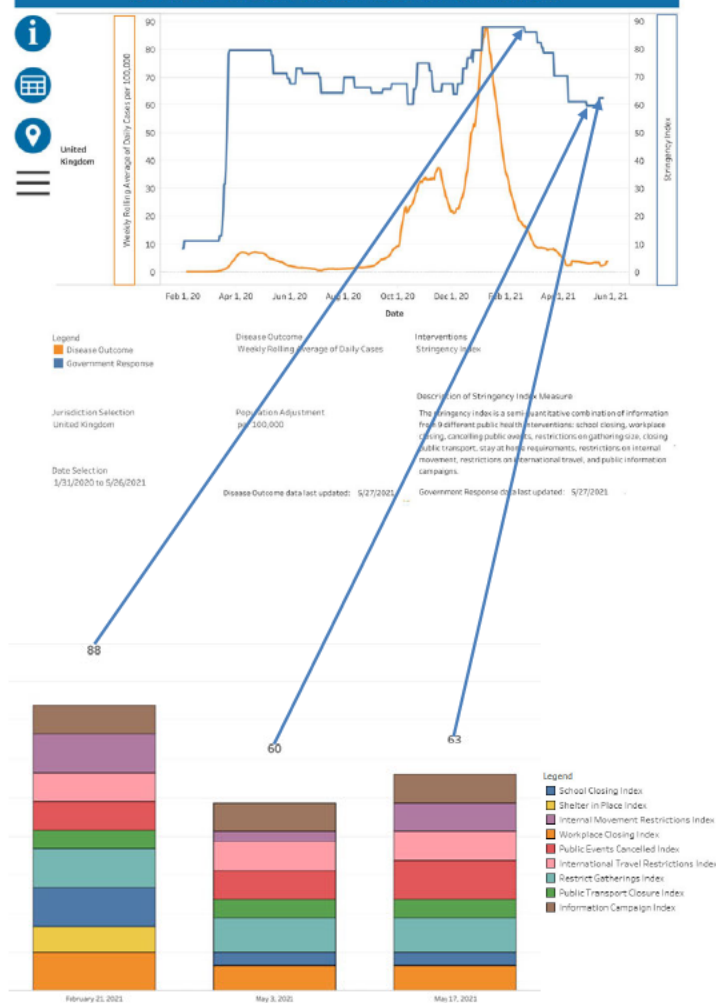 i
Weekly Rolling Average of Daily Cases per 100,000
United
Kingdom
90
80
70
60
50
40
30
20
10
0
90
80
70
60
50
40
30
20
10
0
Stringency Index
Feb 1, 20 Apr 1, 20 Jun 1, 20 Aug 1, 20 Oct 1, 20 Dec 1, 20 Feb 1, 21 Apr 1, 21 Jun 1, 21
Date
Legend
Disease Outcome
Government Response
Disease Outcome
Weekly Rolling Average of Daily Cases
Interventions
Stringency Index
Jurisdiction Selection
United Kingdom
Population Adjustment
per 100,000
Description of Stringency Index Measure
The stringency index is a semi-quantitative combination of information
from 9 different public health interventions: school closing, workplace
closing, cancelling public events, restrictions on gathering size, closing
public transport, stay at home requirements, restrictions on internal
movement, restrictions on international travel, and public information
campaigns.
Date Selection
1/31/2020 to 5/26/2021
Disease Outcome data last updated: 5/27/2021
Government Response data last updated: 5/27/2021
88
60
63
Legend
School Closing Index
Shelter in Place Index
Internal Movement Restrictions Index
Workplace Closing Index
Public Events Cancelled Index
International Travel Restrictions Index
Restrict Gatherings Index
Public Transport Closure Index
Information Campaign Index
February 21, 2021
May 3, 2021
May 17, 2021